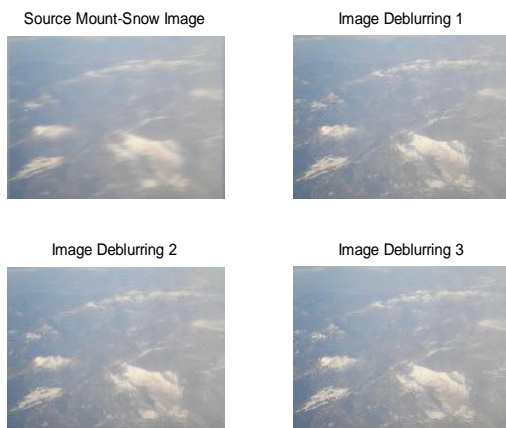 Source Mount-Snow Image
Image Deblurring 1
Image Deblurring 2
Image Deblurring 3